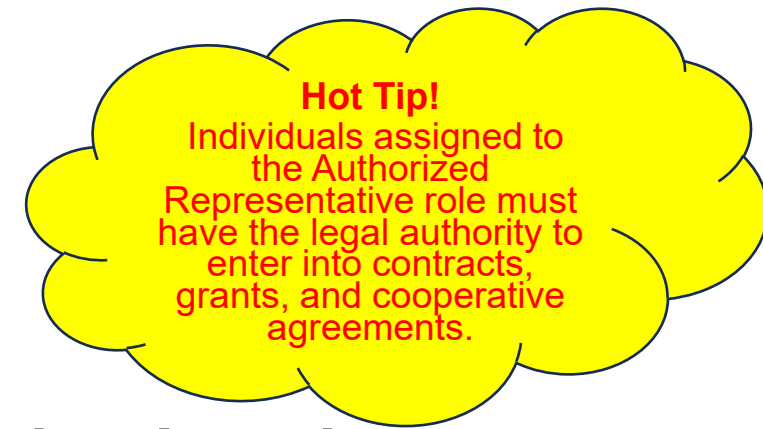 Hot Tip!
Individuals assigned to
the Authorized
Representative role must
have the legal authority to
enter into contracts,
grants, and cooperative
agreements.